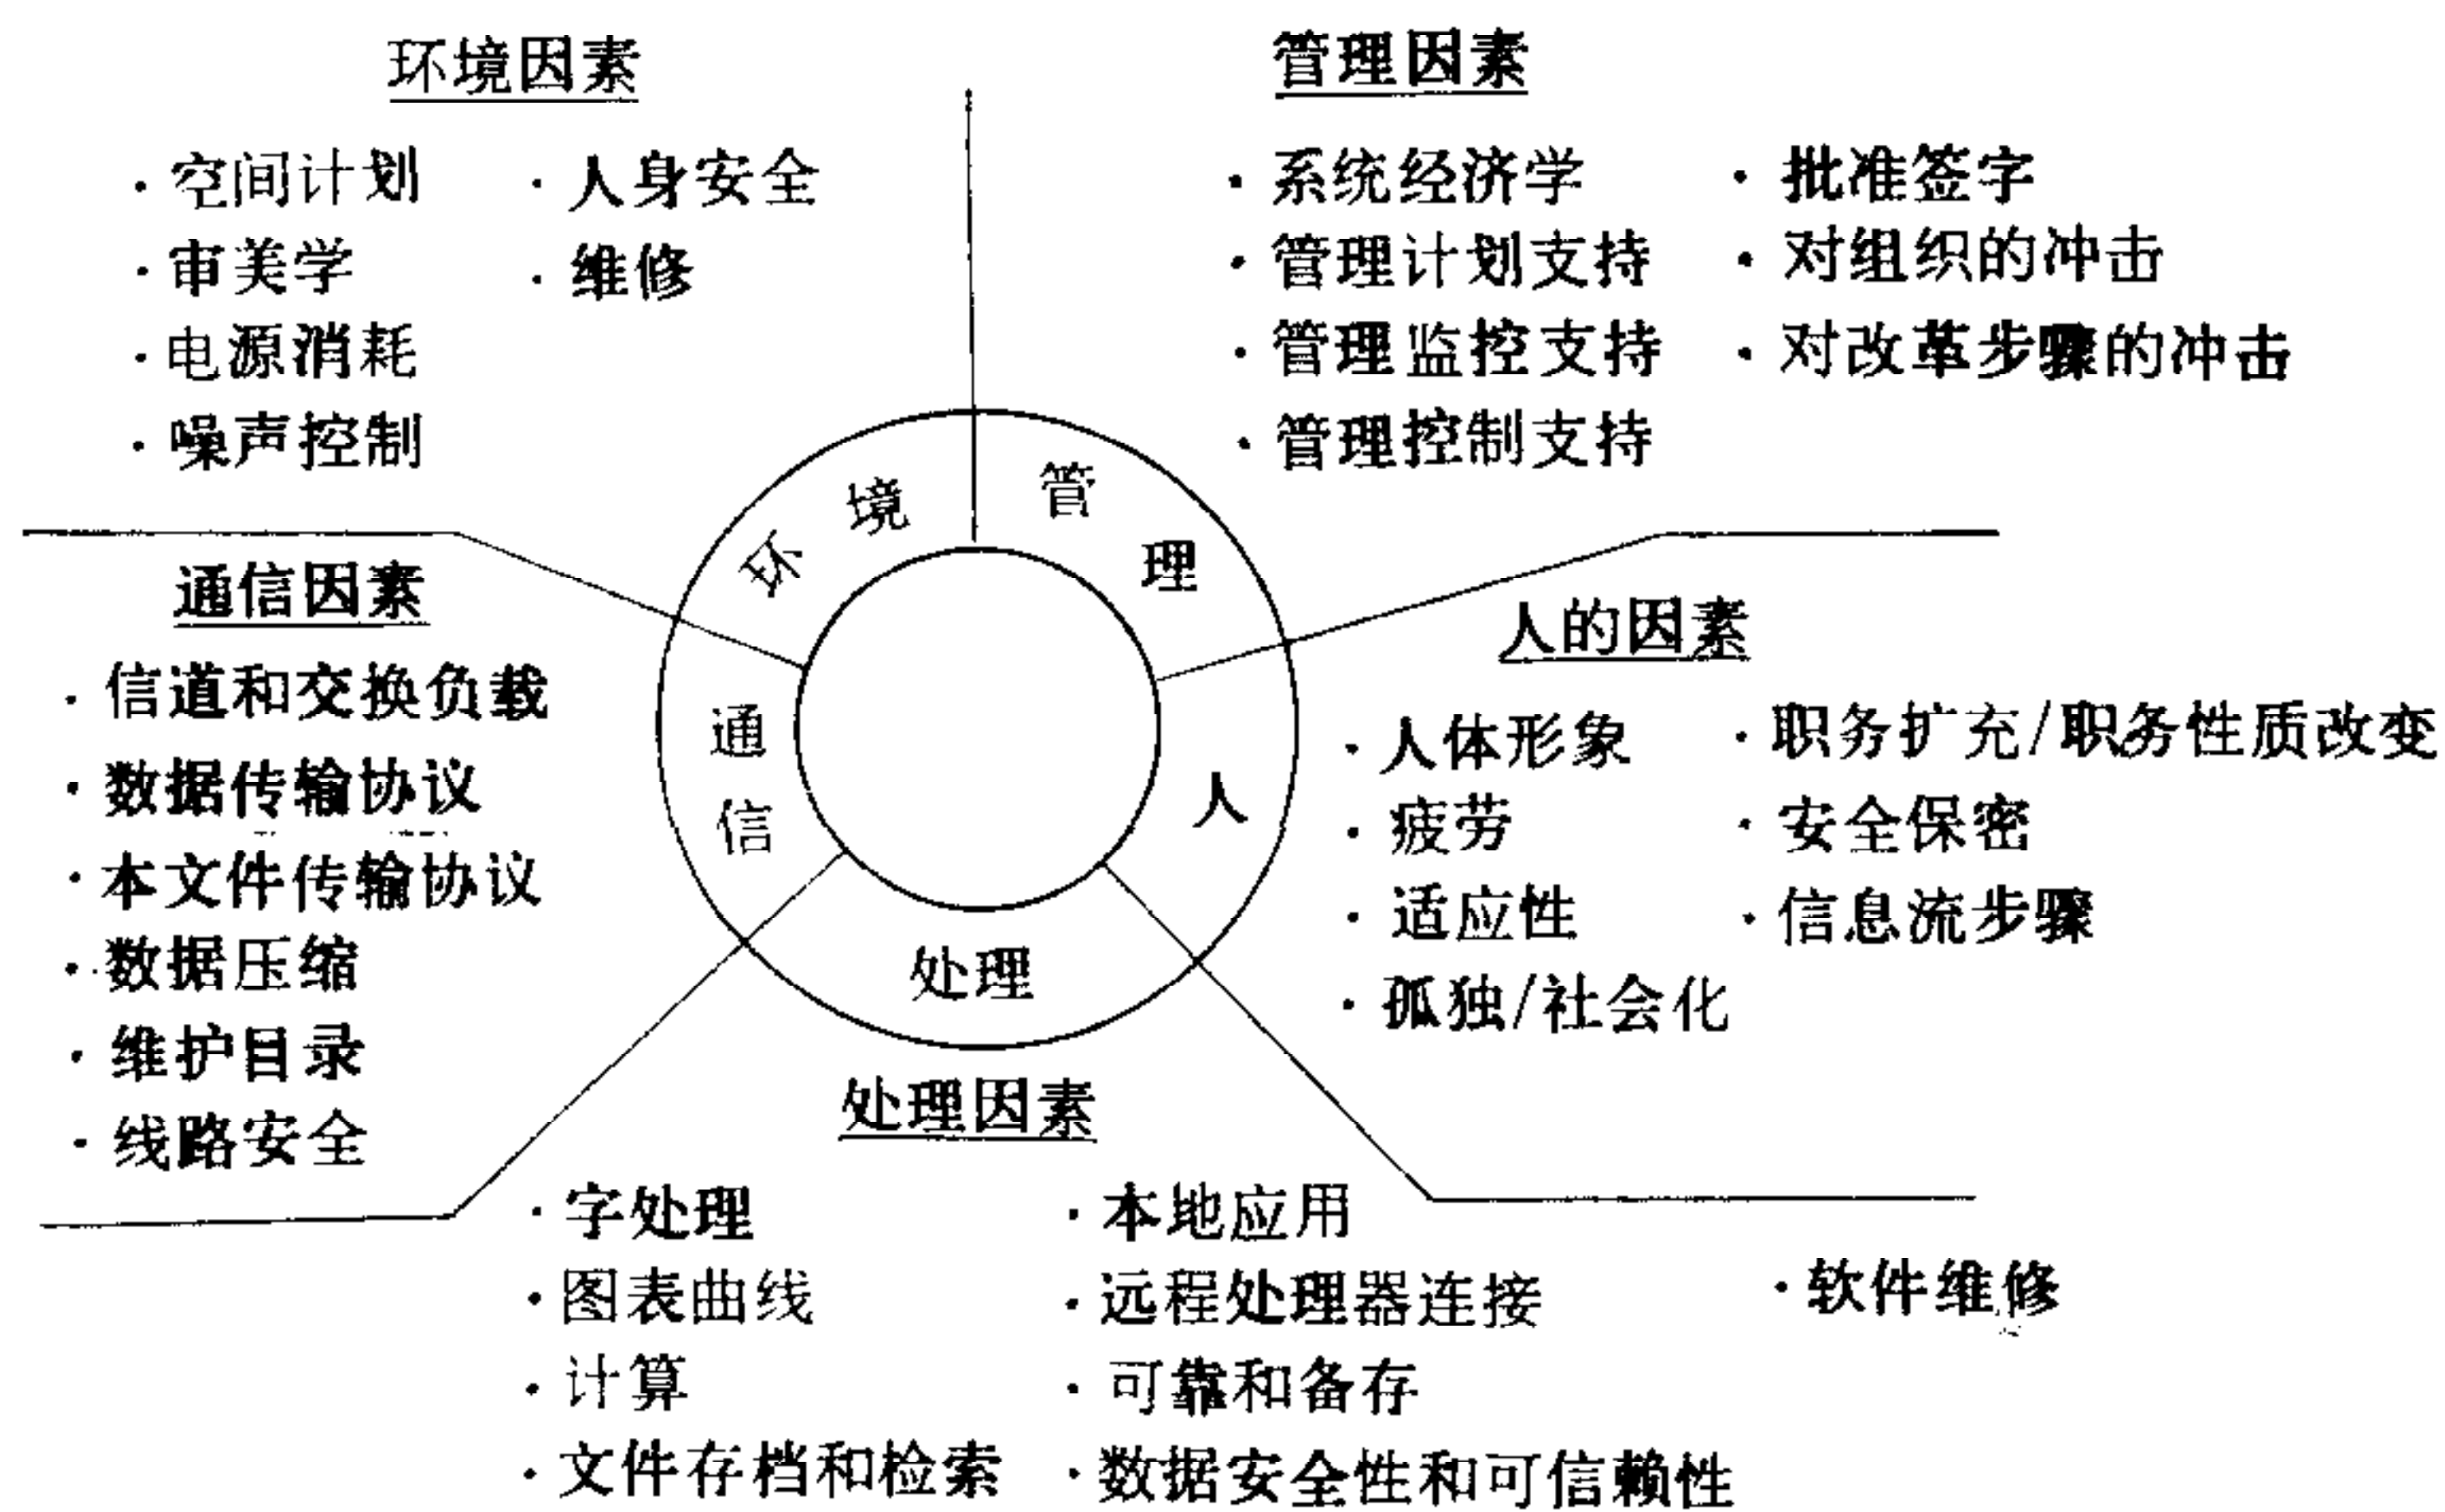 环境因素
· 空间计划
· 审美学
· 电源消耗
· 噪声控制
· 人身安全
· 维修
管理因素
· 系统经济学
· 管理计划支持
· 管理监控支持
· 管理控制支持
· 批准签字
· 对组织的冲击
· 对改革步骤的冲击
环境
管理
人
处理
通信
通信因素
· 信道和交换负载
· 数据传输协议
· 本文件传输协议
· 数据压缩
· 维护目录
· 线路安全
人的因素
· 人体形象
· 疲劳
· 适应性
· 孤独/社会化
· 职务扩充/职务性质改变
· 安全保密
· 信息流步骤
处理因素
· 字处理
· 图表曲线
· 计算
· 文件存档和检索
· 本地应用
· 远程处理器连接
· 可靠和备存
· 数据安全性和可信赖性
· 软件维修